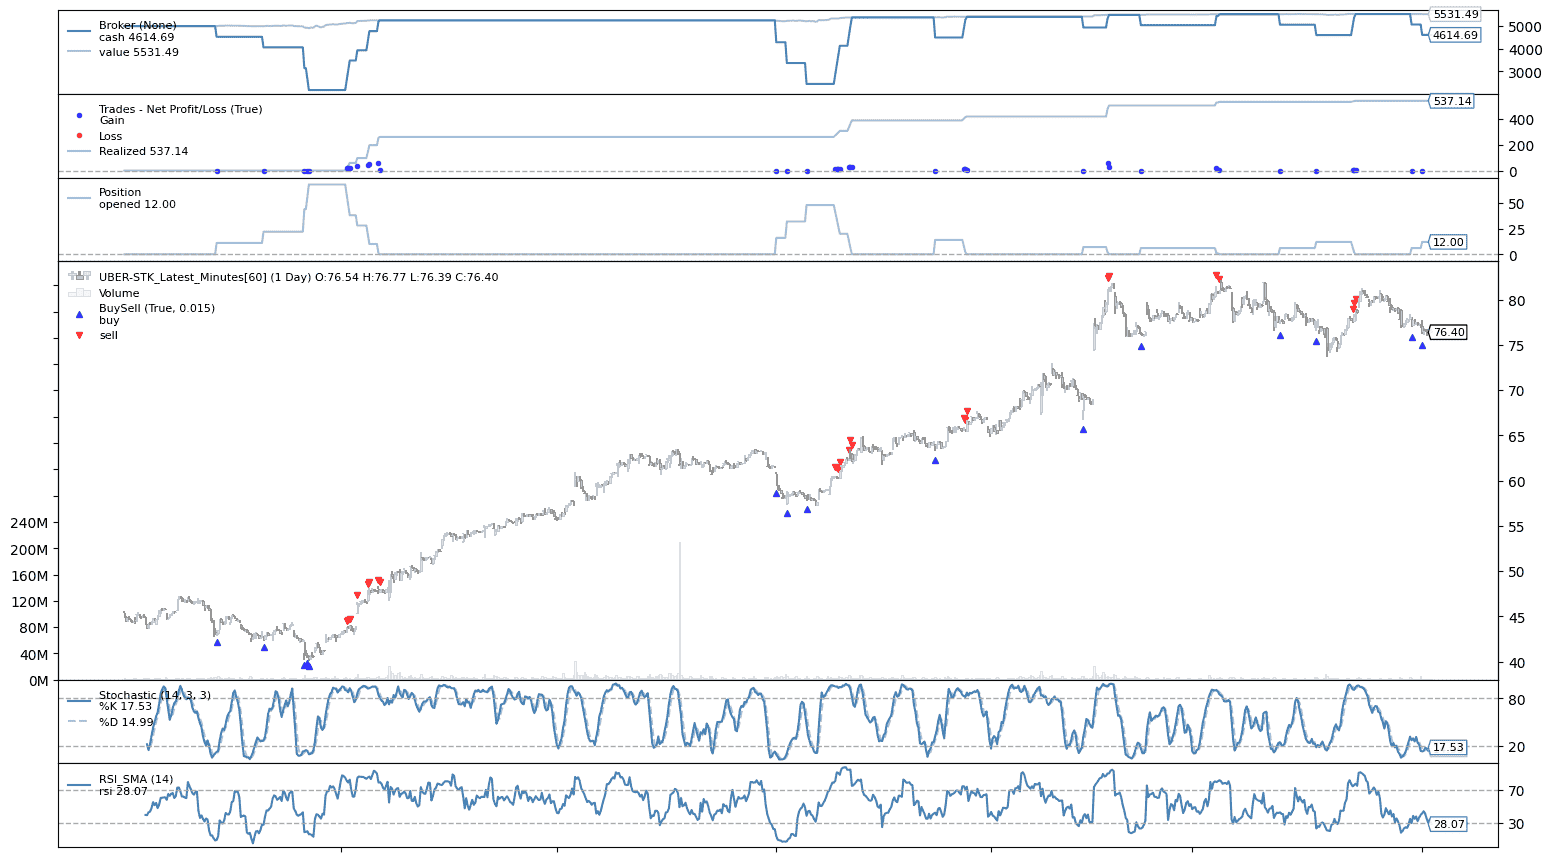 Broker (None)
cash 4614.69
value 5531.49
5531.49
5000
4614.69
4000
3000
Trades - Net Profit/Loss (True)
Gain
Loss
Realized 537.14
537.14
400
200
0
Position
opened 12.00
50
25
12.00
0
UBER-STK_Latest_Minutes[60] (1 Day) O:76.54 H:76.77 L:76.39 C:76.40
Volume
BuySell (True, 0.015)
buy
sell
80
76.40
75
70
65
60
55
50
45
40
240M
200M
160M
120M
80M
40M
0M
Stochastic (14, 3, 3)
%K 17.53
%D 14.99
80
17.53
20
RSI_SMA (14)
rsi 28.07
70
28.07
30